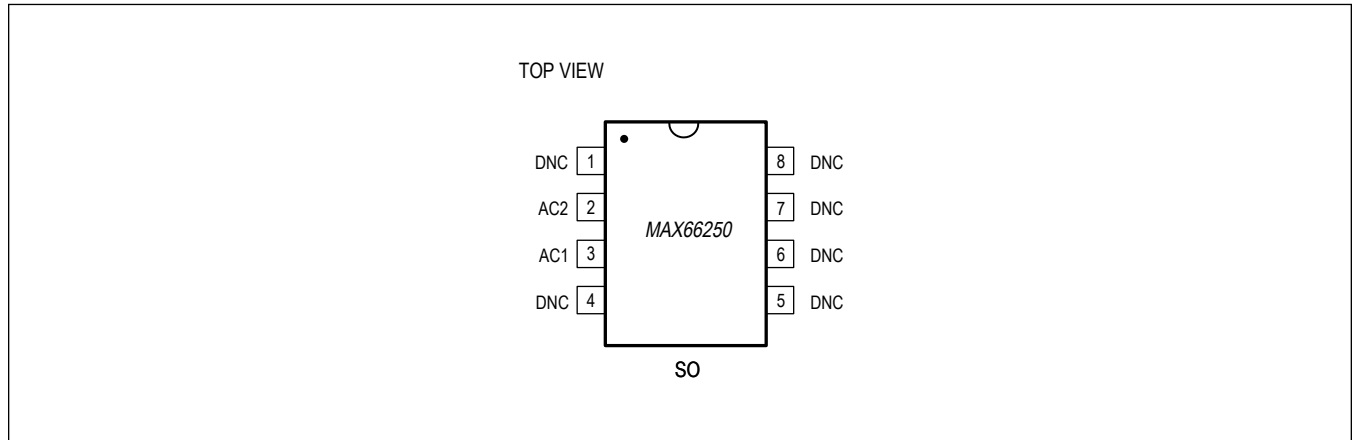 TOP VIEW
DNC 1 8 DNC
AC2 2 7 DNC
MAX66250
AC1 3 6 DNC
DNC 4 5 DNC
SO